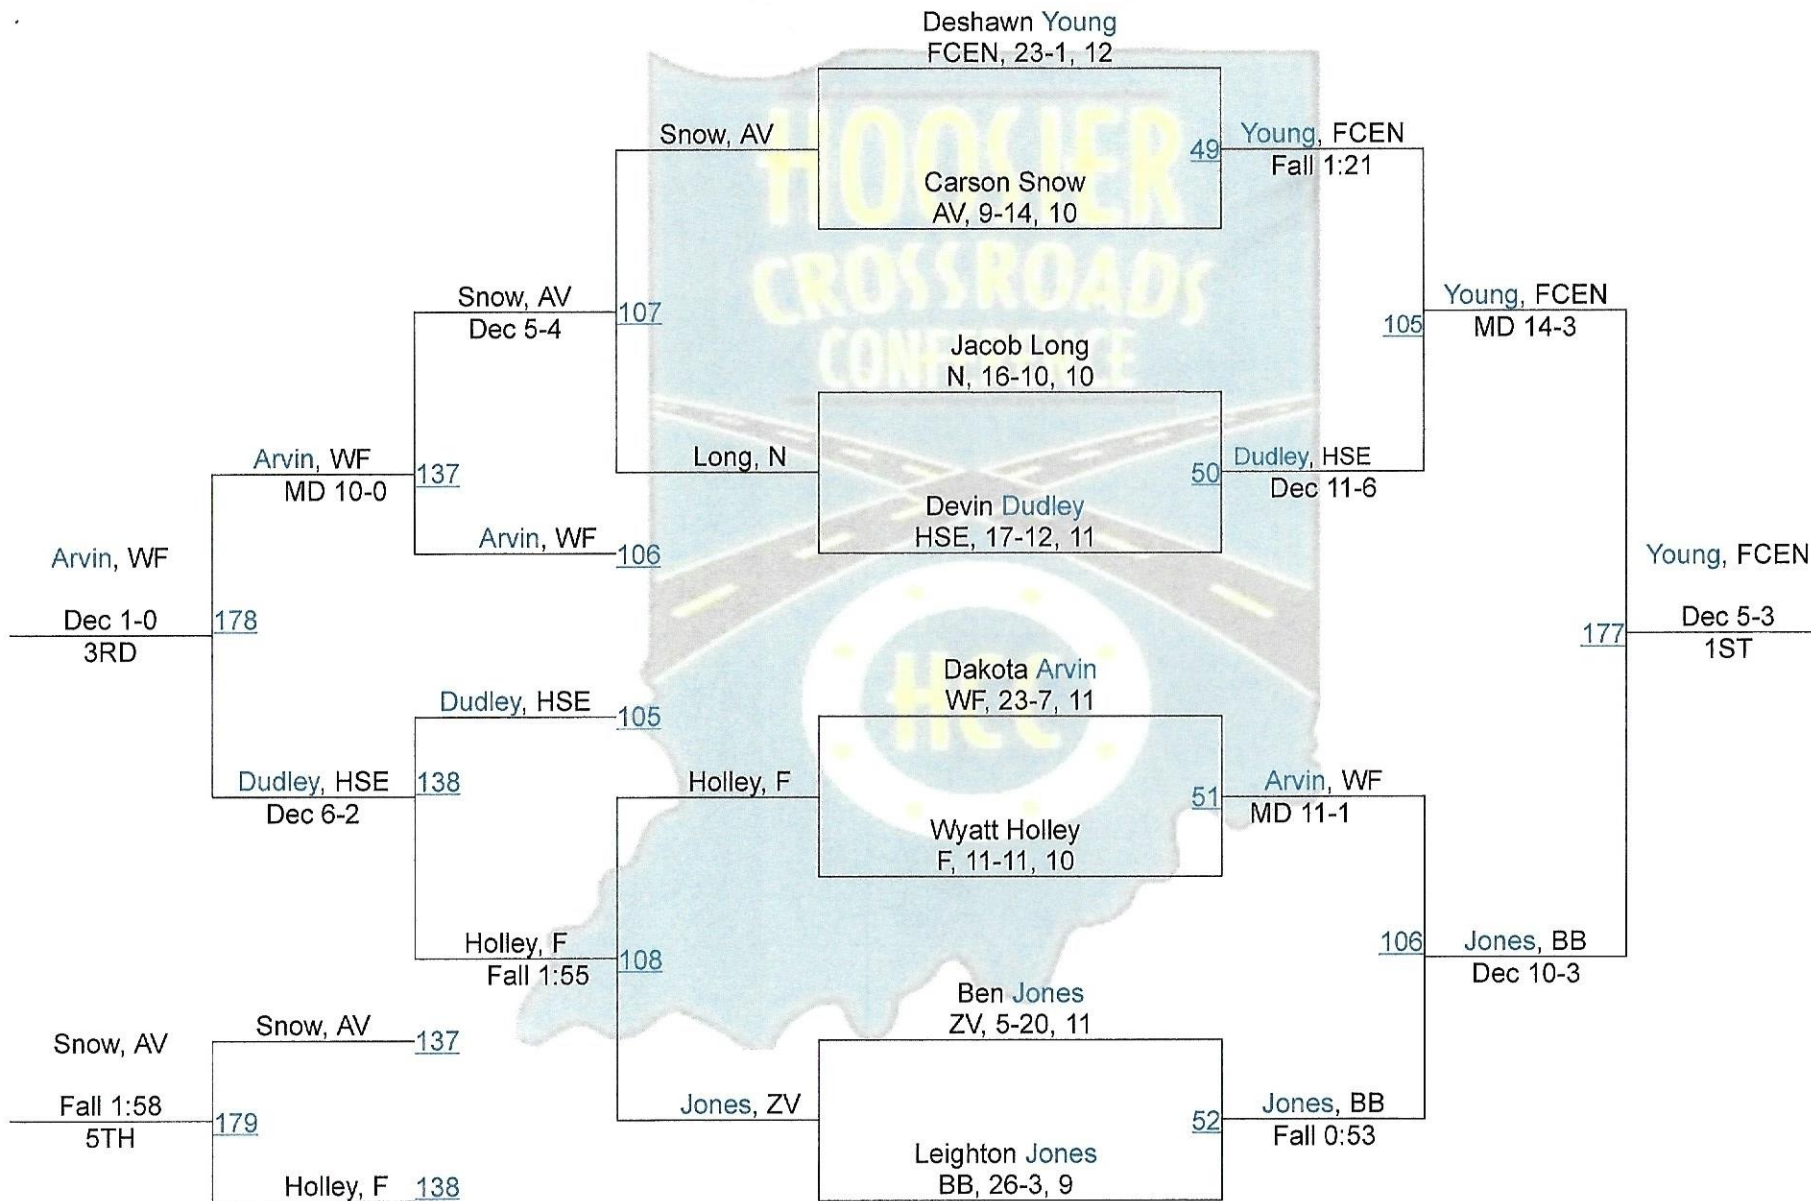 Deshawn Young
FCEN, 23-1, 12
HOOSIER
CROSSROADS
CONFERENCE
HCC
Snow, AV
49
Young, FCEN
Fall 1:21
Carson Snow
AV, 9-14, 10
Snow, AV
Dec 5-4
107
Young, FCEN
MD 14-3
105
Jacob Long
N, 16-10, 10
Long, N
50
Dudley, HSE
Dec 11-6
Devin Dudley
HSE, 17-12, 11
Arvin, WF
MD 10-0
137
Arvin, WF
106
Arvin, WF
Dec 1-0
3RD
178
Young, FCEN
Dec 5-3
1ST
177
Dakota Arvin
WF, 23-7, 11
Dudley, HSE
105
Dudley, HSE
Dec 6-2
138
Holley, F
51
Arvin, WF
MD 11-1
Wyatt Holley
F, 11-11, 10
Holley, F
Fall 1:55
108
106
Jones, BB
Dec 10-3
Ben Jones
ZV, 5-20, 11
Jones, ZV
52
Jones, BB
Fall 0:53
Leighton Jones
BB, 26-3, 9
Snow, AV
137
Snow, AV
Fall 1:58
5TH
179
Holley, F
138